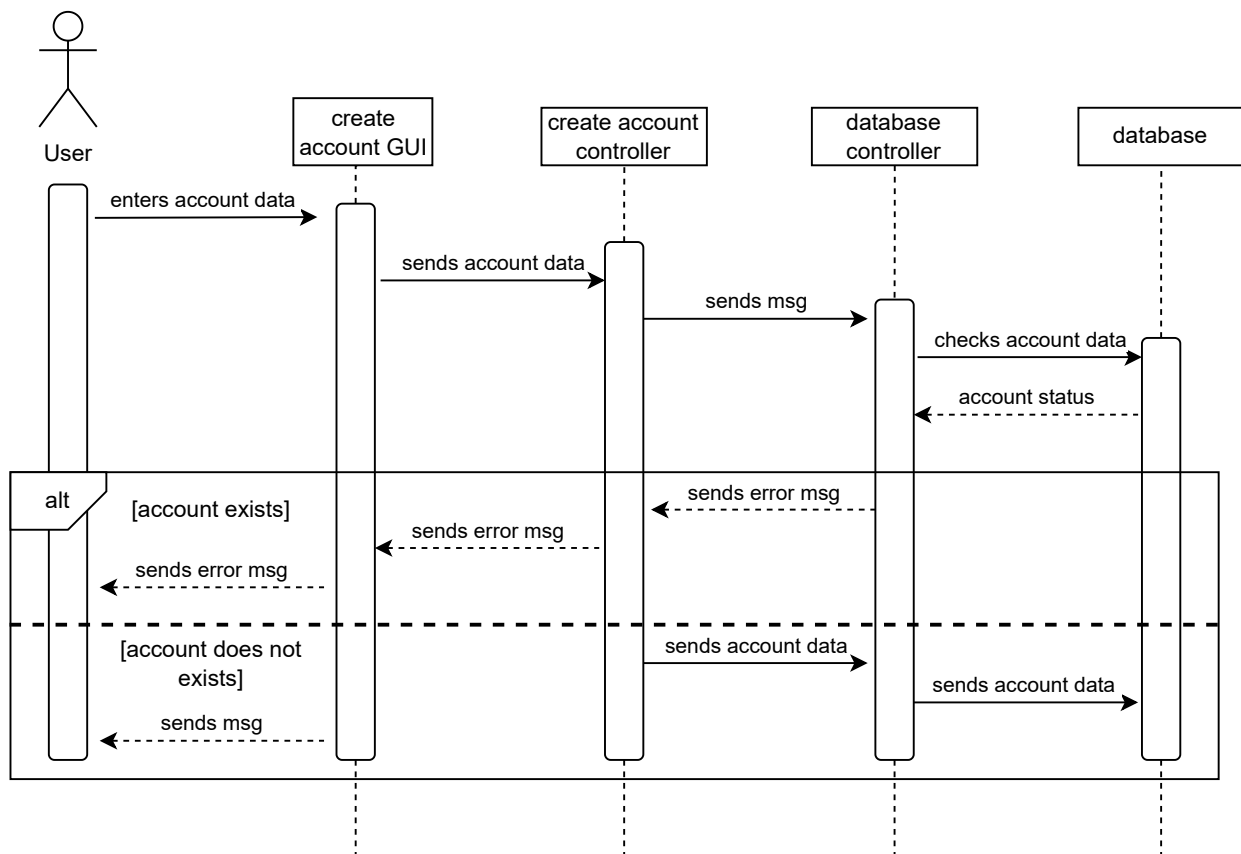 User
create
account GUI
create account
controller
database
controller
database
enters account data
sends account data
sends msg
checks account data
account status
alt
[account exists]
sends error msg
sends error msg
sends error msg
[account does not
exists]
sends account data
sends account data
sends msg